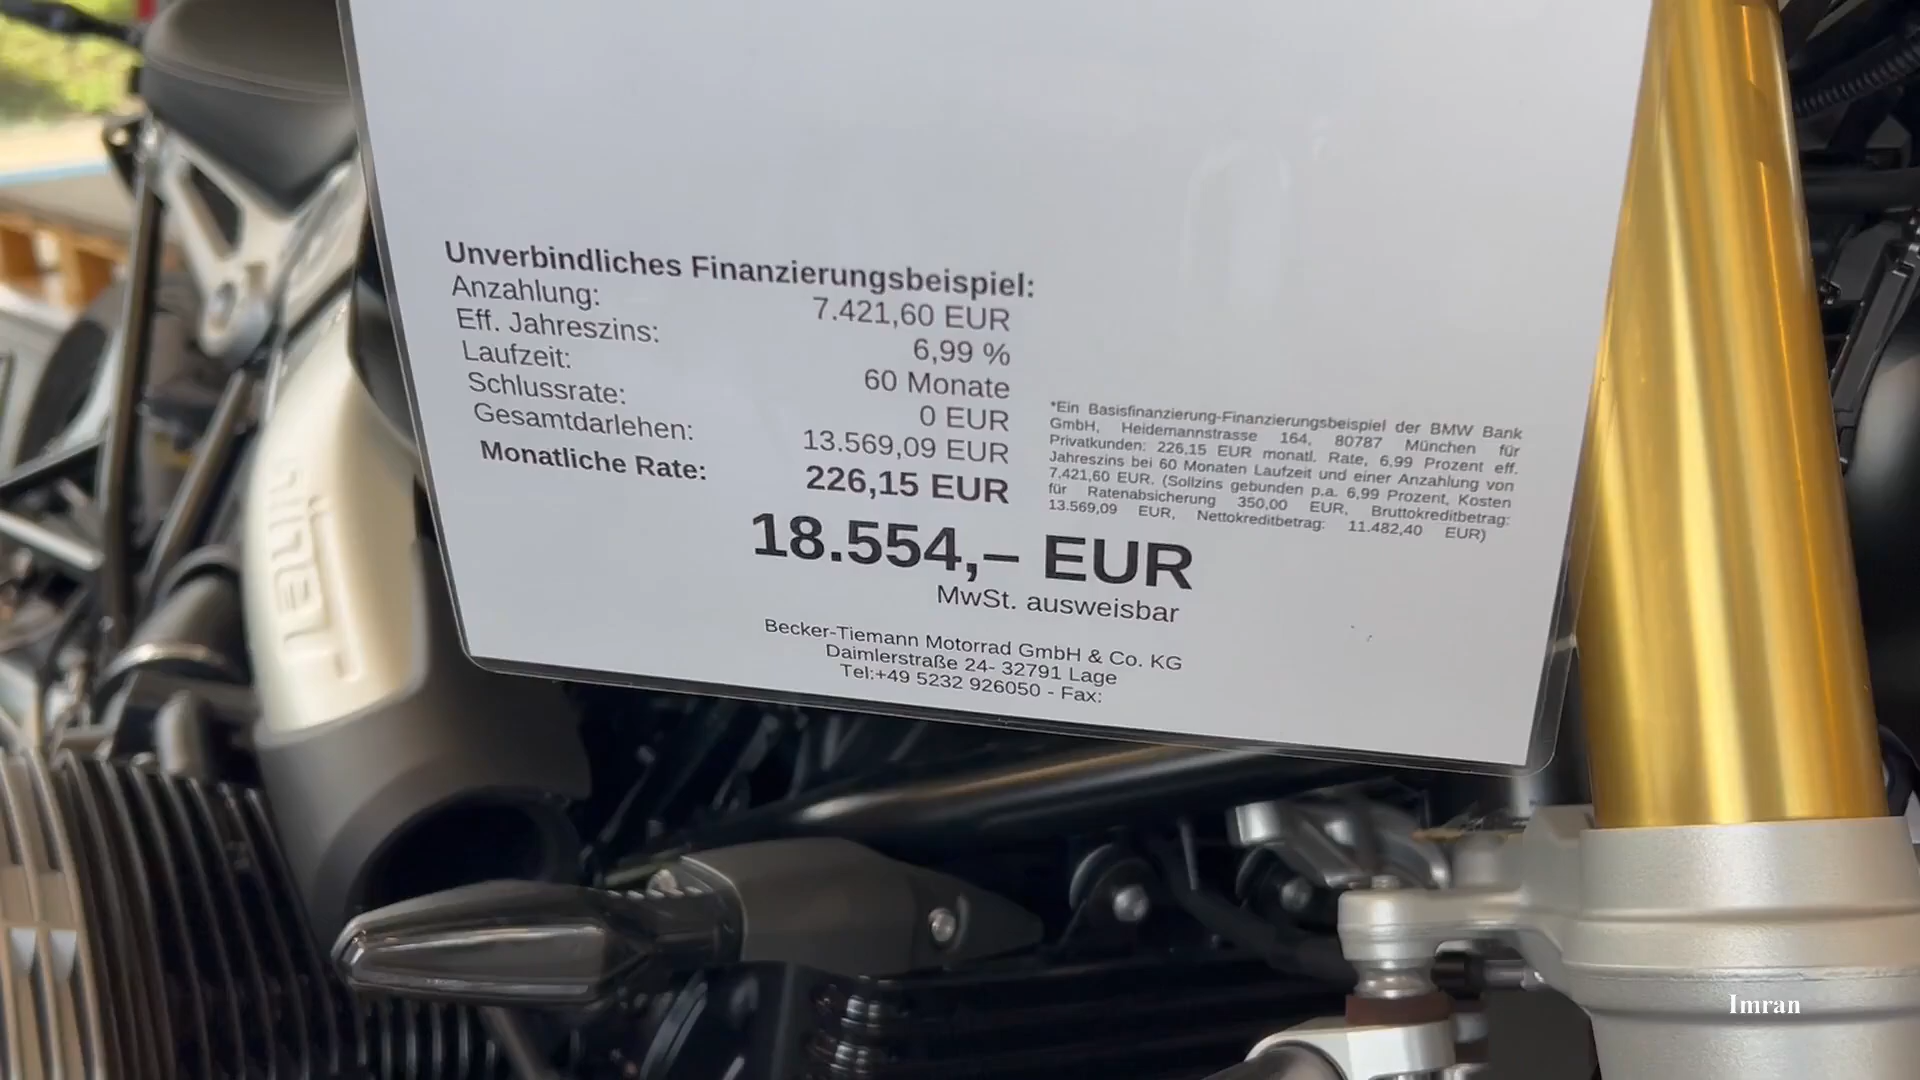 Unverbindliches Finanzierungsbeispiel:
Anzahlung: 7.421,60 EUR
Eff. Jahreszins: 6,99 %
Laufzeit: 60 Monate
Schlussrate: 0 EUR
Gesamtdarlehen: 13.569,09 EUR
Monatliche Rate: 226,15 EUR
*Ein Basisfinanzierung-Finanzierungsbeispiel der BMW Bank
GmbH, Heidemannstrasse 164, 80787 München für
Privatkunden: 226,15 EUR monatl. Rate, 6,99 Prozent eff.
Jahreszins bei 60 Monaten Laufzeit und einer Anzahlung von
7.421,60 EUR. (Sollzins gebunden p.a. 6,99 Prozent, Kosten
für Ratenabsicherung 350,00 EUR, Bruttokreditbetrag:
13.569,09 EUR, Nettokreditbetrag: 11.482,40 EUR)
18.554,– EUR
MwSt. ausweisbar
Becker-Tiemann Motorrad GmbH & Co. KG
Daimlerstraße 24- 32791 Lage
Tel:+49 5232 926050 - Fax:
nineT
Imran